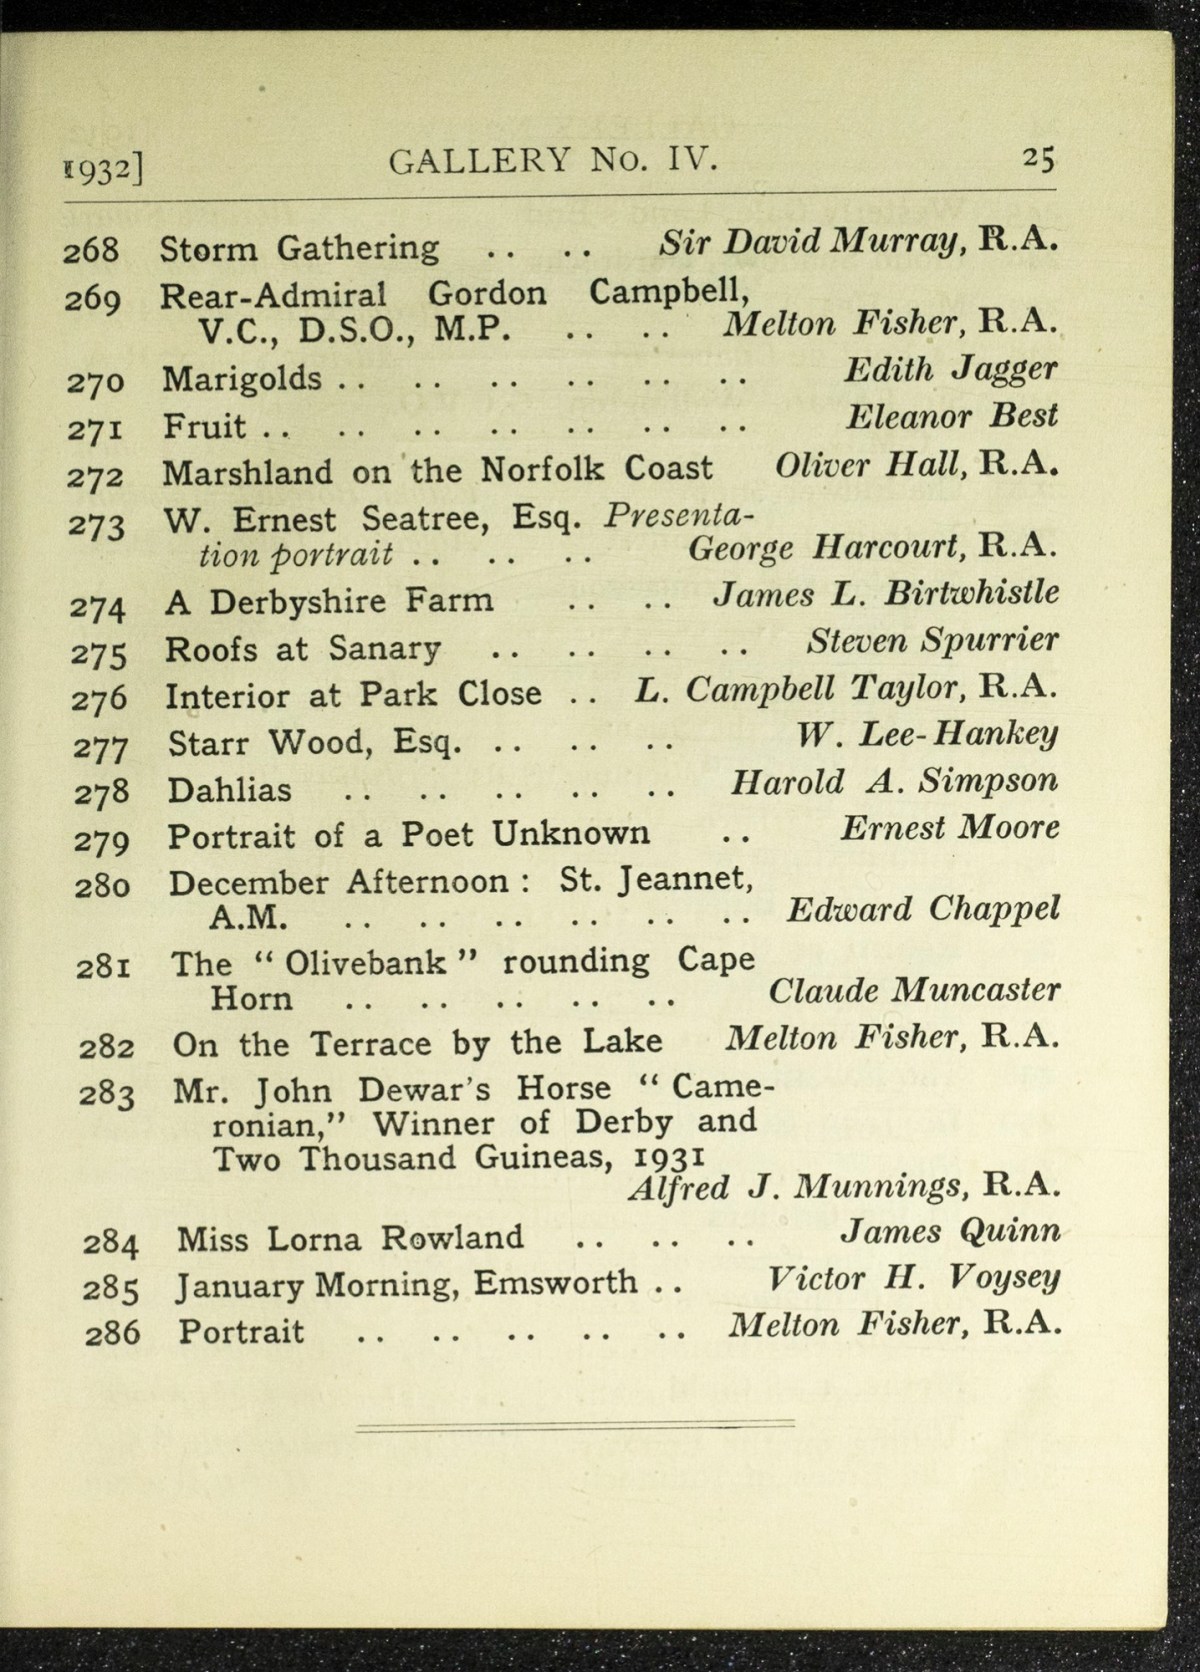 1932] GALLERY No. IV. 25
268 Storm Gathering .. .. Sir David Murray, R.A.
269 Rear-Admiral Gordon Campbell,
V.C., D.S.O., M.P. .. .. Melton Fisher, R.A.
270 Marigolds .. .. .. .. .. .. Edith Jagger
271 Fruit .. .. .. .. .. .. .. Eleanor Best
272 Marshland on the Norfolk Coast Oliver Hall, R.A.
273 W. Ernest Seatree, Esq. Presenta-
tion portrait .. .. .. George Harcourt, R.A.
274 A Derbyshire Farm .. .. James L. Birtwhistle
275 Roofs at Sanary .. .. .. .. Steven Spurrier
276 Interior at Park Close .. L. Campbell Taylor, R.A.
277 Starr Wood, Esq. .. .. .. W. Lee-Hankey
278 Dahlias .. .. .. .. .. Harold A. Simpson
279 Portrait of a Poet Unknown .. Ernest Moore
280 December Afternoon : St. Jeannet,
A.M. .. .. .. .. .. .. Edward Chappel
281 The “ Olivebank ” rounding Cape
Horn .. .. .. .. .. Claude Muncaster
282 On the Terrace by the Lake Melton Fisher, R.A.
283 Mr. John Dewar’s Horse “ Came-
ronian,” Winner of Derby and
Two Thousand Guineas, 1931
Alfred J. Munnings, R.A.
284 Miss Lorna Rowland .. .. .. James Quinn
285 January Morning, Emsworth .. Victor H. Voysey
286 Portrait .. .. .. .. .. Melton Fisher, R.A.